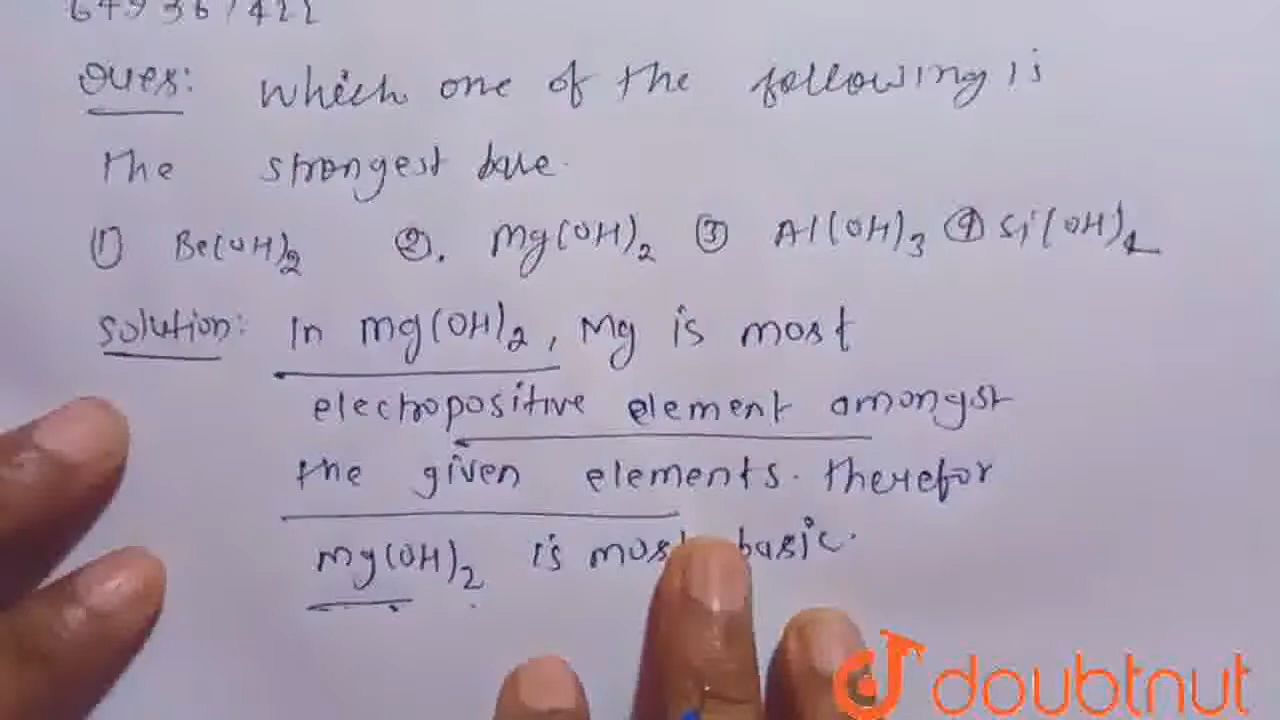 Ques: Which one of the following is
the strongest base.
① Be(OH)2 ②. Mg(OH)2 ③ Al(OH)3 ④ Si(OH)4
Solution: In Mg(OH)2, Mg is most
electropositive element amongst
the given elements. therefor
Mg(OH)2 is most basic.
doubtnut